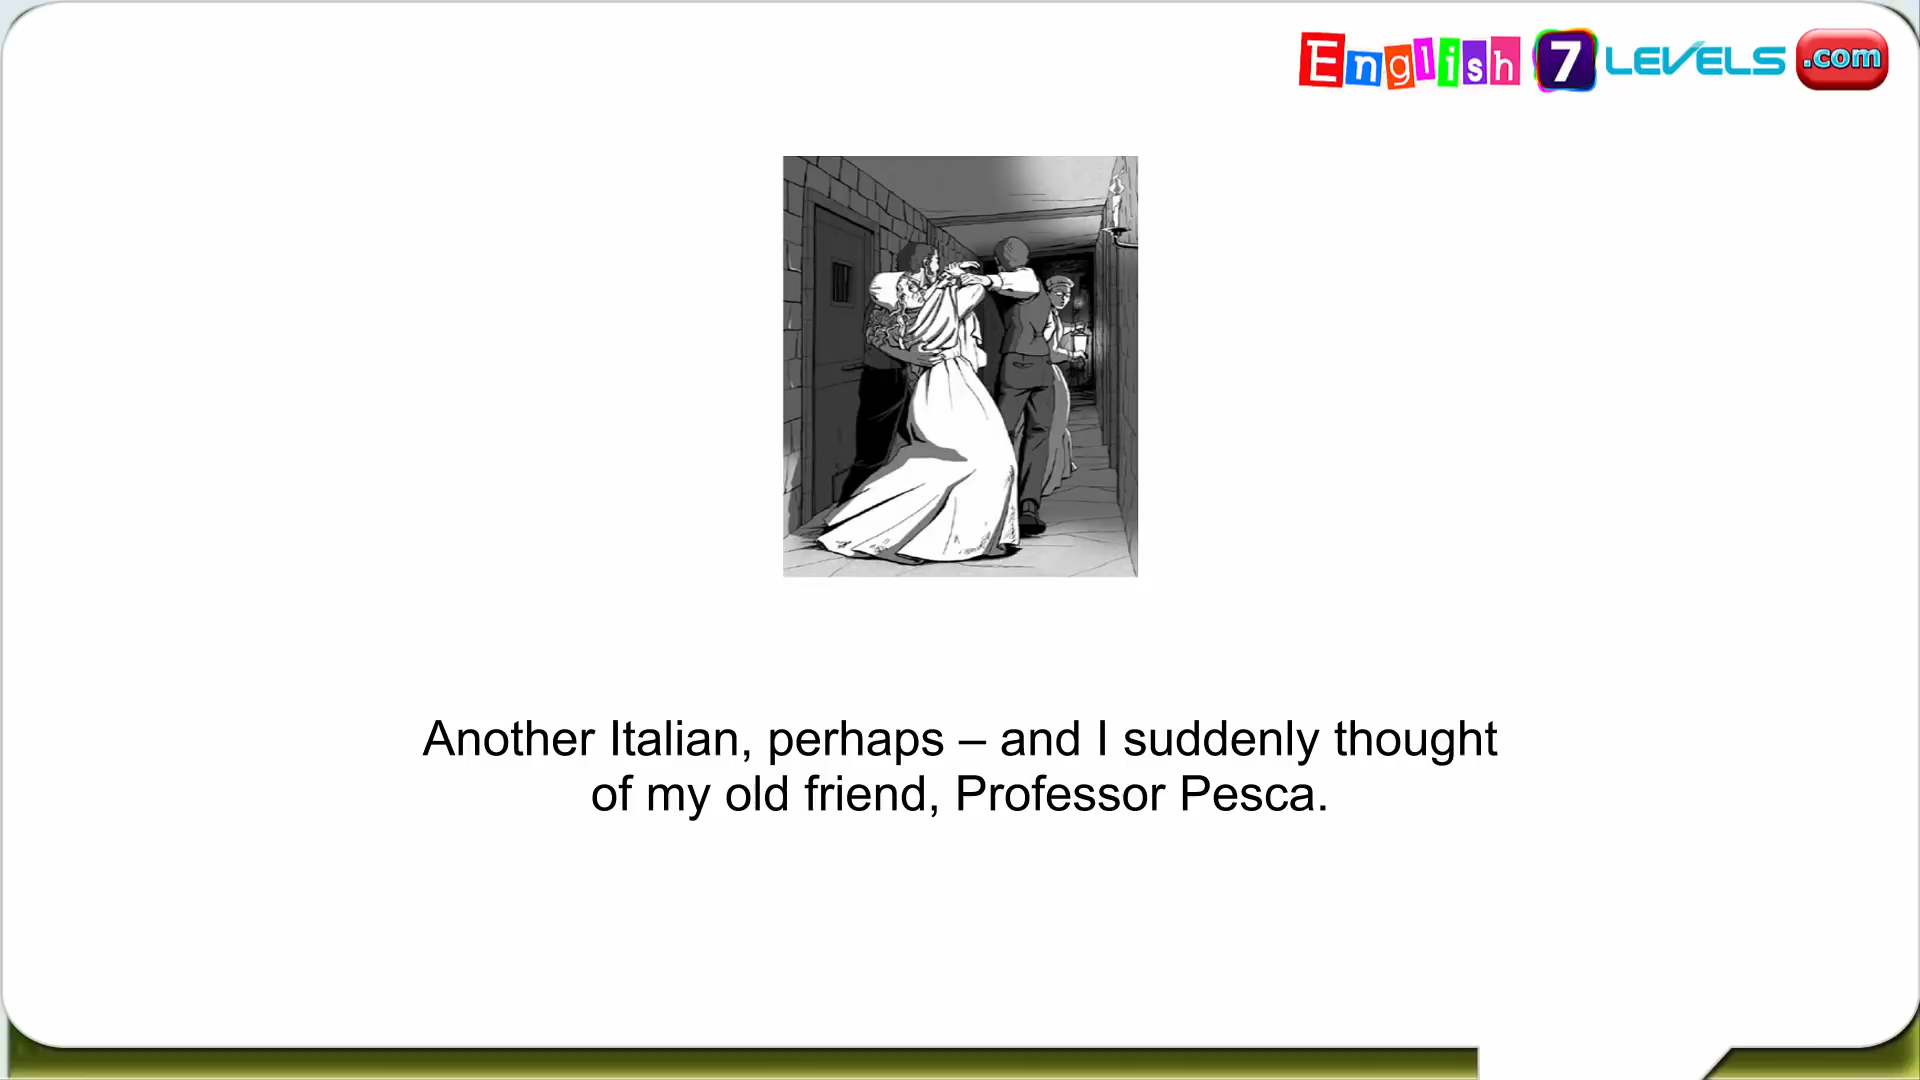 English 7 LEVELS .com
Another Italian, perhaps – and I suddenly thought
of my old friend, Professor Pesca.